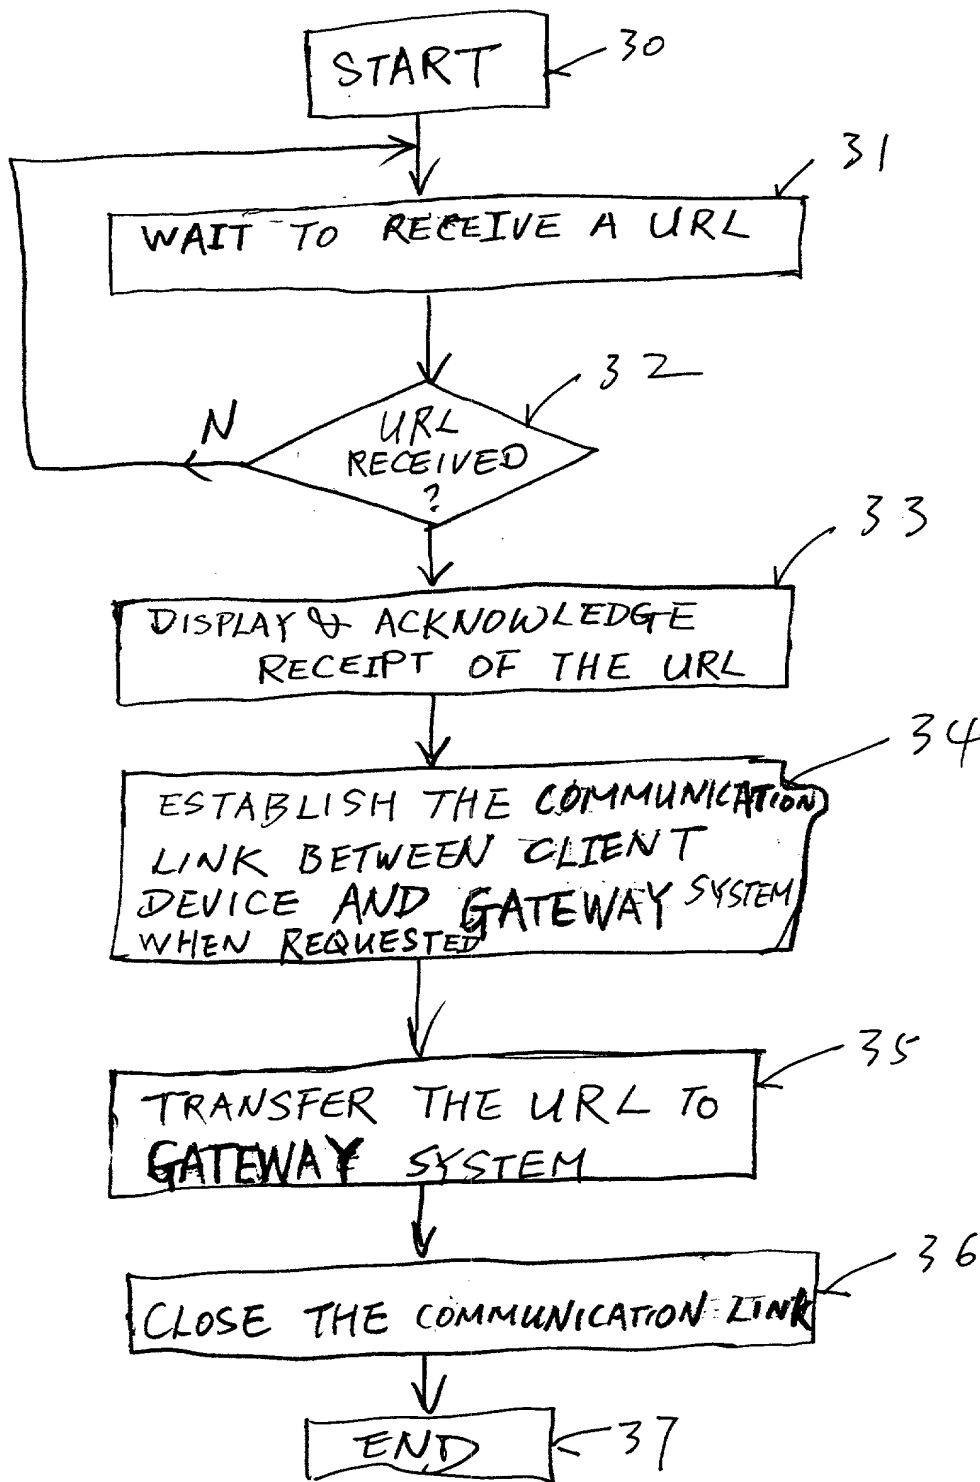 START
30
31
WAIT TO RECEIVE A URL
32
N
URL
RECEIVED
?
33
DISPLAY & ACKNOWLEDGE
RECEIPT OF THE URL
34
ESTABLISH THE COMMUNICATION
LINK BETWEEN CLIENT
DEVICE AND GATEWAY SYSTEM
WHEN REQUESTED
35
TRANSFER THE URL TO
GATEWAY SYSTEM
36
CLOSE THE COMMUNICATION LINK
END
37